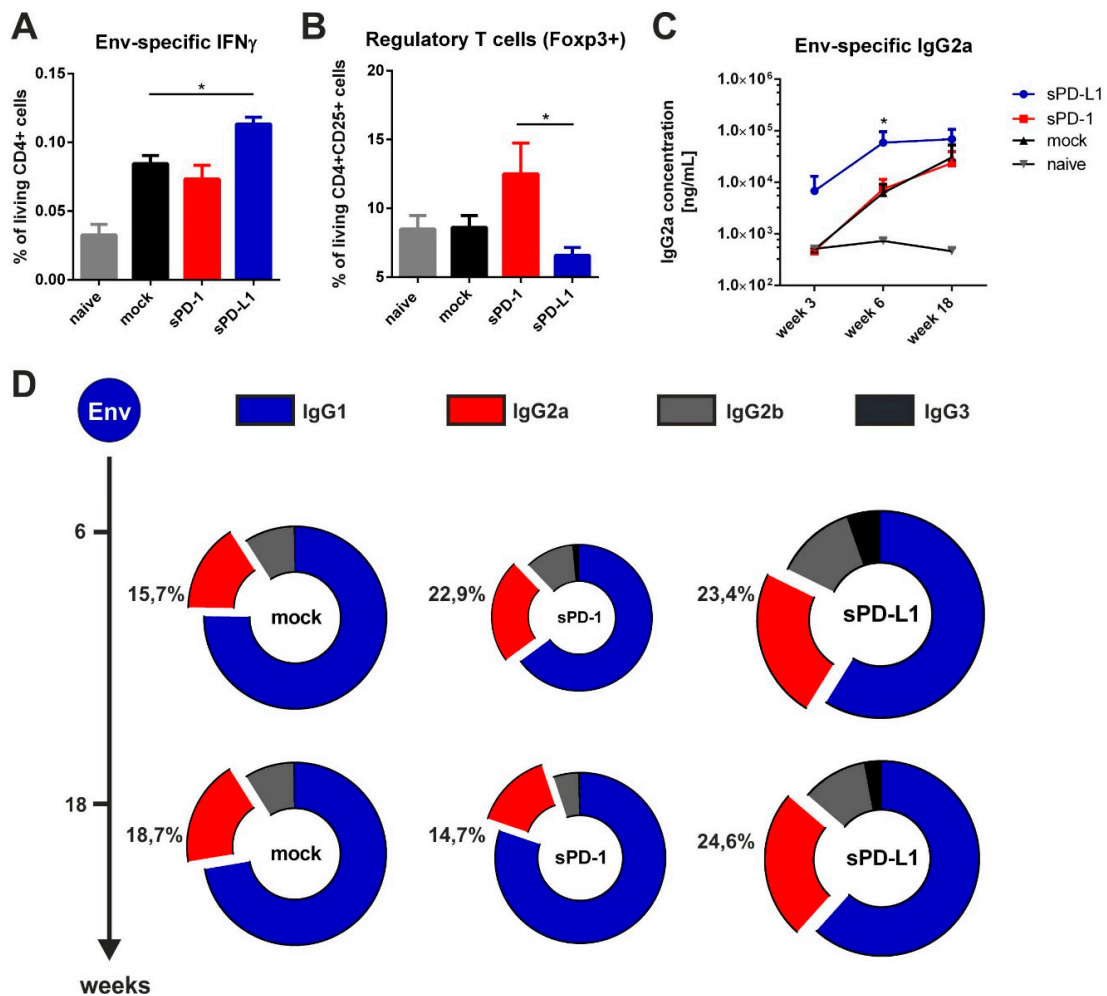 A
Env-specific IFNγ
% of living CD4+ cells
0.15
0.10
0.05
0.00
*
naive
mock
sPD-1
sPD-L1
B
Regulatory T cells (Foxp3+)
% of living CD4+CD25+ cells
20
15
10
5
*
naive
mock
sPD-1
sPD-L1
C
Env-specific IgG2a
IgG2a concentration
[ng/mL]
1.0×10⁶
1.0×10⁵
1.0×10⁴
1.0×10³
1.0×10²
*
week 3
week 6
week 18
sPD-L1
sPD-1
mock
naive
D
Env
IgG1
IgG2a
IgG2b
IgG3
6
15,7%
mock
22,9%
sPD-1
23,4%
sPD-L1
18
18,7%
mock
14,7%
sPD-1
24,6%
sPD-L1
weeks